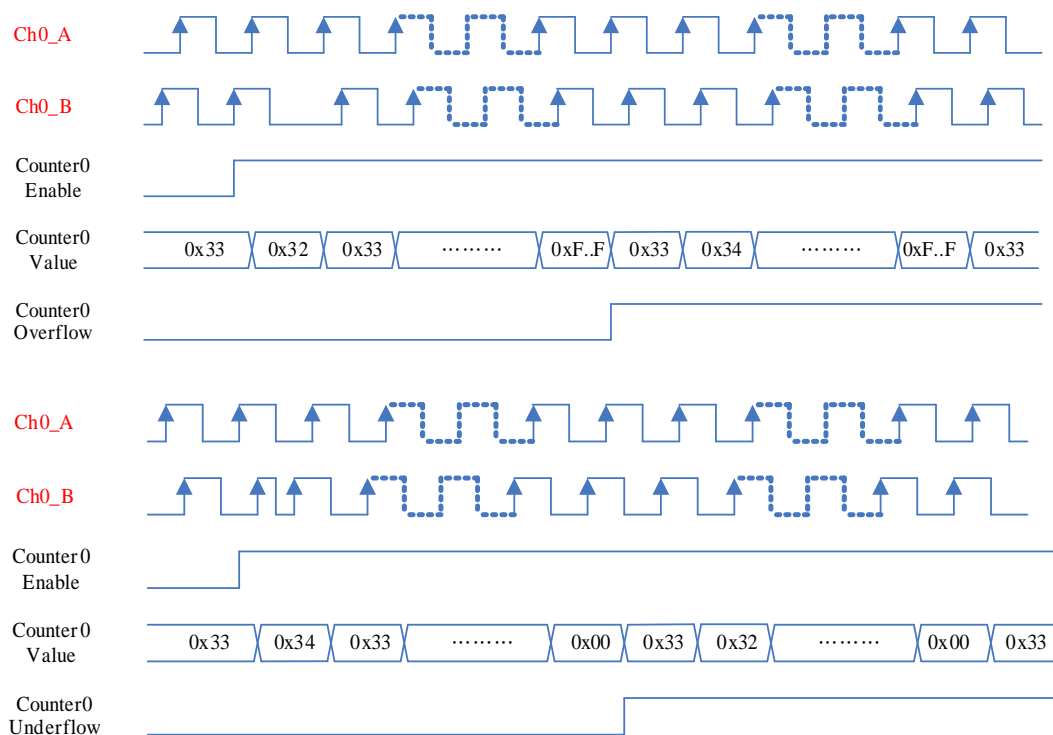 Ch0_A
Ch0_B
Counter0
Enable
Counter0
Value
0x33 0x32 0x33 ········· 0xF..F 0x33 0x34 ········· 0xF..F 0x33
Counter0
Overflow
Ch0_A
Ch0_B
Counter0
Enable
Counter0
Value
0x33 0x34 0x33 ········· 0x00 0x33 0x32 ········· 0x00 0x33
Counter0
Underflow